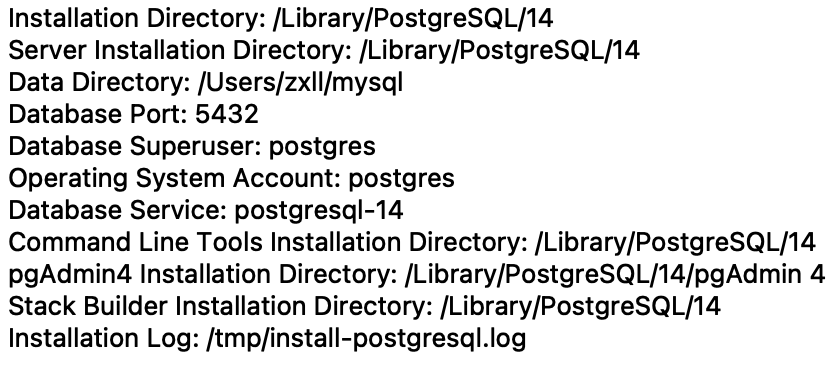 Installation Directory: /Library/PostgreSQL/14
Server Installation Directory: /Library/PostgreSQL/14
Data Directory: /Users/zxll/mysql
Database Port: 5432
Database Superuser: postgres
Operating System Account: postgres
Database Service: postgresql-14
Command Line Tools Installation Directory: /Library/PostgreSQL/14
pgAdmin4 Installation Directory: /Library/PostgreSQL/14/pgAdmin 4
Stack Builder Installation Directory: /Library/PostgreSQL/14
Installation Log: /tmp/install-postgresql.log